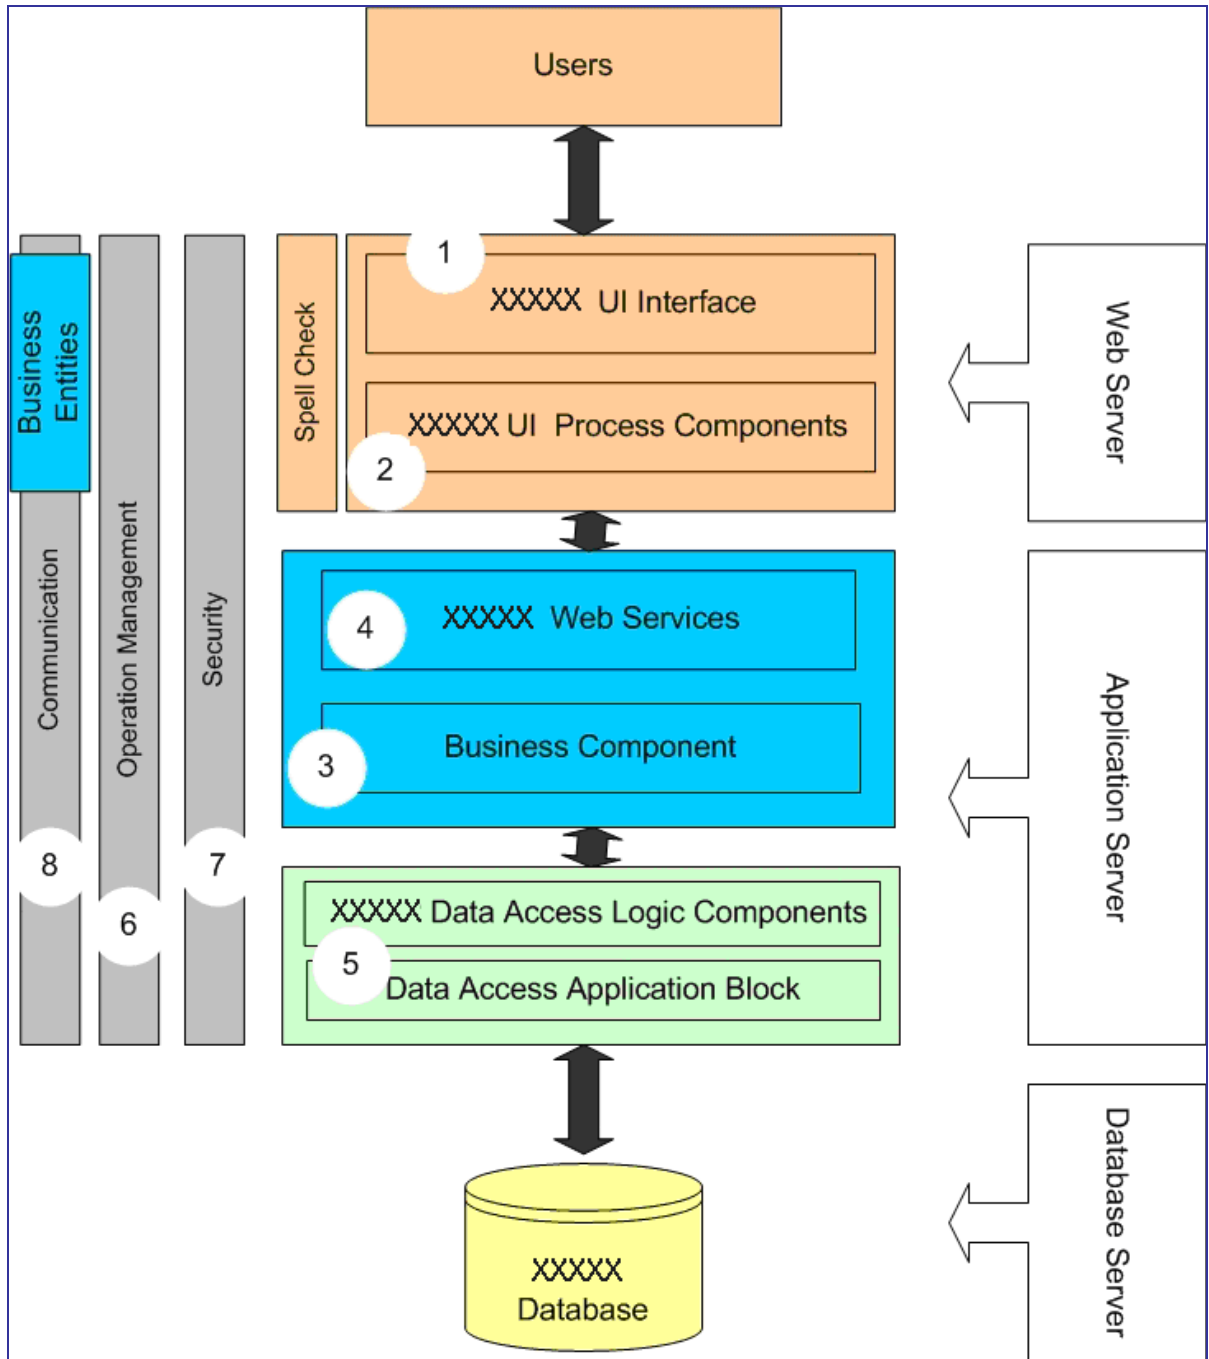 Users
1
XXXXX UI Interface
Spell Check
XXXXX UI Process Components
2
Business
Entities
Communication
Operation Management
Security
4
XXXXX Web Services
Business Component
3
8
6
7
XXXXX Data Access Logic Components
5
Data Access Application Block
XXXXX
Database
Web Server
Application Server
Database Server